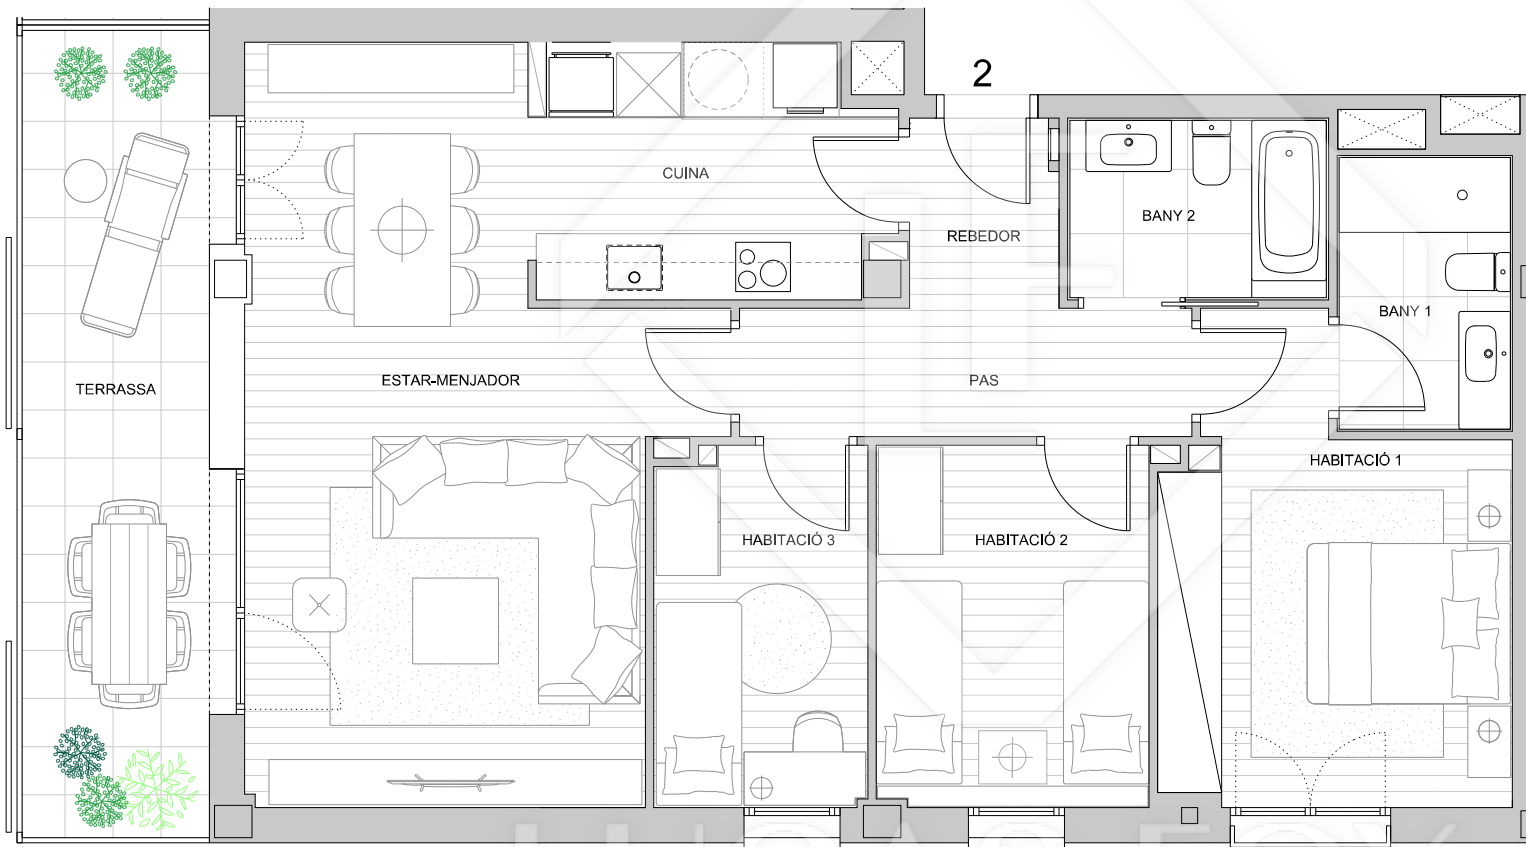 2
CUINA
BANY 2
REBEDOR
BANY 1
TERRASSA
ESTAR-MENJADOR
PAS
HABITACIÓ 1
HABITACIÓ 3
HABITACIÓ 2